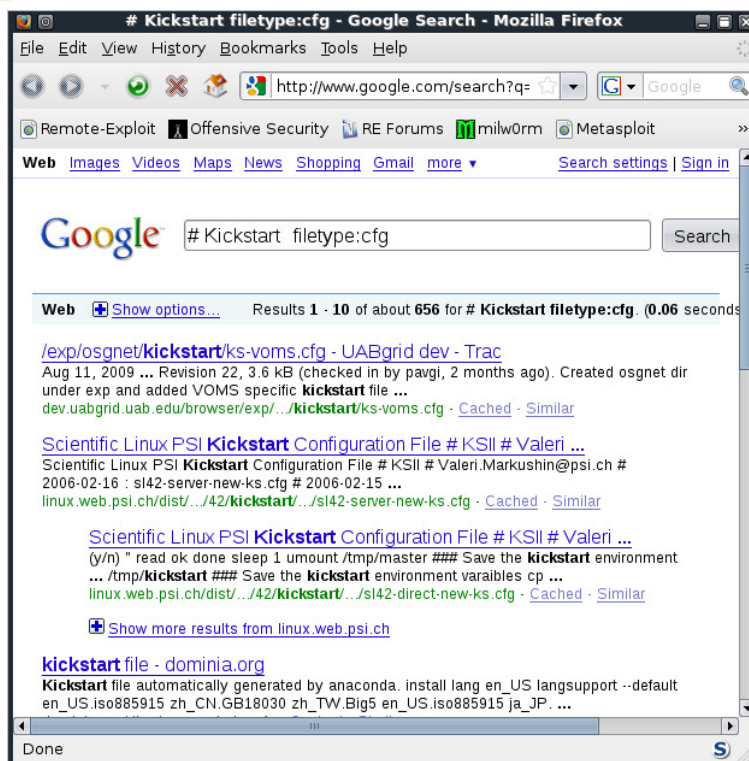 # Kickstart filetype:cfg - Google Search - Mozilla Firefox
File Edit View History Bookmarks Tools Help
http://www.google.com/search?q= G Google
Remote-Exploit Offensive Security RE Forums milw0rm Metasploit »
Web Images Videos Maps News Shopping Gmail more ▾ Search settings | Sign in
Google # Kickstart filetype:cfg Search
Web Show options... Results 1 - 10 of about 656 for # Kickstart filetype:cfg. (0.06 seconds
/exp/osgnet/kickstart/ks-voms.cfg - UABgrid dev - Trac
Aug 11, 2009 ... Revision 22, 3.6 kB (checked in by pavgi, 2 months ago). Created osgnet dir
under exp and added VOMS specific kickstart file ...
dev.uabgrid.uab.edu/browser/exp/.../kickstart/ks-voms.cfg - Cached - Similar
Scientific Linux PSI Kickstart Configuration File # KSII # Valeri ...
Scientific Linux PSI Kickstart Configuration File # KSII # Valeri.Markushin@psi.ch #
2006-02-16 : sl42-server-new-ks.cfg # 2006-02-15 ...
linux.web.psi.ch/dist/.../42/kickstart/.../sl42-server-new-ks.cfg - Cached - Similar
Scientific Linux PSI Kickstart Configuration File # KSII # Valeri ...
(y/n) " read ok done sleep 1 umount /tmp/master ### Save the kickstart environment
... /tmp/kickstart ### Save the kickstart environment varaibles cp ...
linux.web.psi.ch/dist/.../42/kickstart/.../sl42-direct-new-ks.cfg - Cached - Similar
Show more results from linux.web.psi.ch
kickstart file - dominia.org
Kickstart file automatically generated by anaconda. install lang en_US langsupport --default
en_US.iso885915 zh_CN.GB18030 zh_TW.Big5 en_US.iso885915 ja_JP. ...
Done S